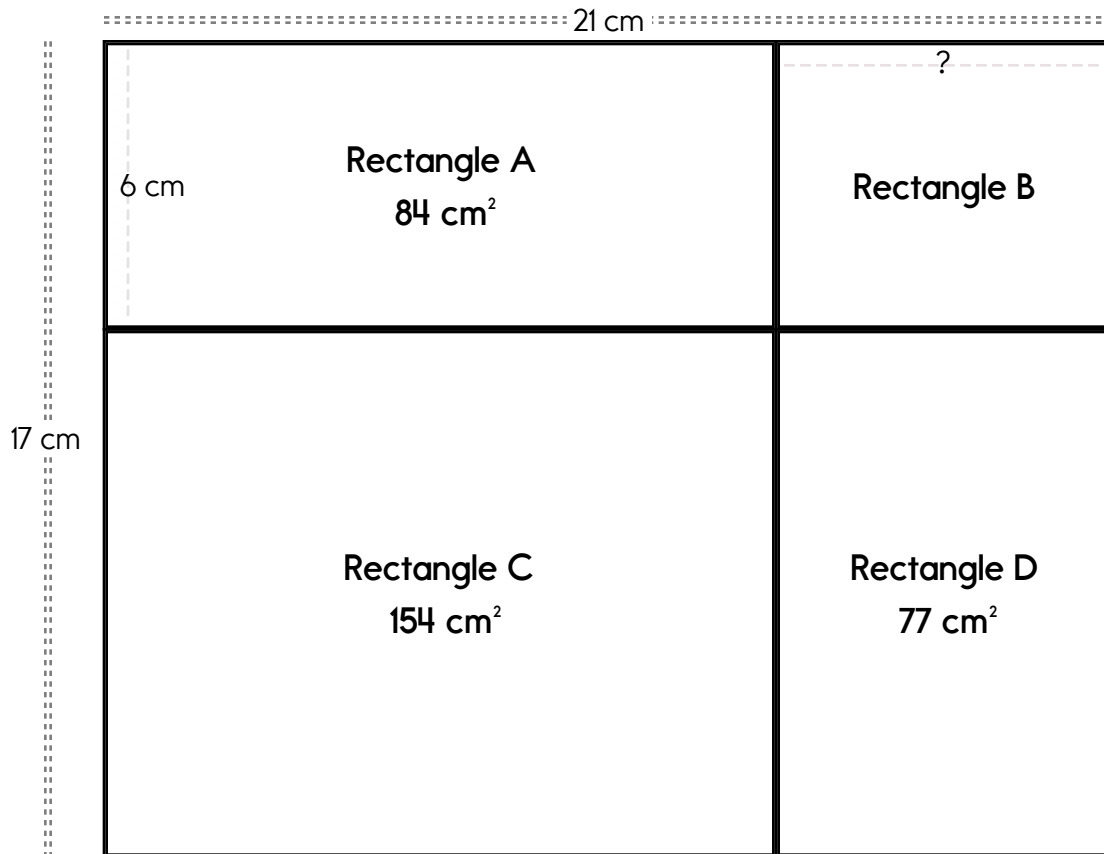 21 cm
?
Rectangle A
84 cm²
6 cm
Rectangle B
17 cm
Rectangle C
154 cm²
Rectangle D
77 cm²